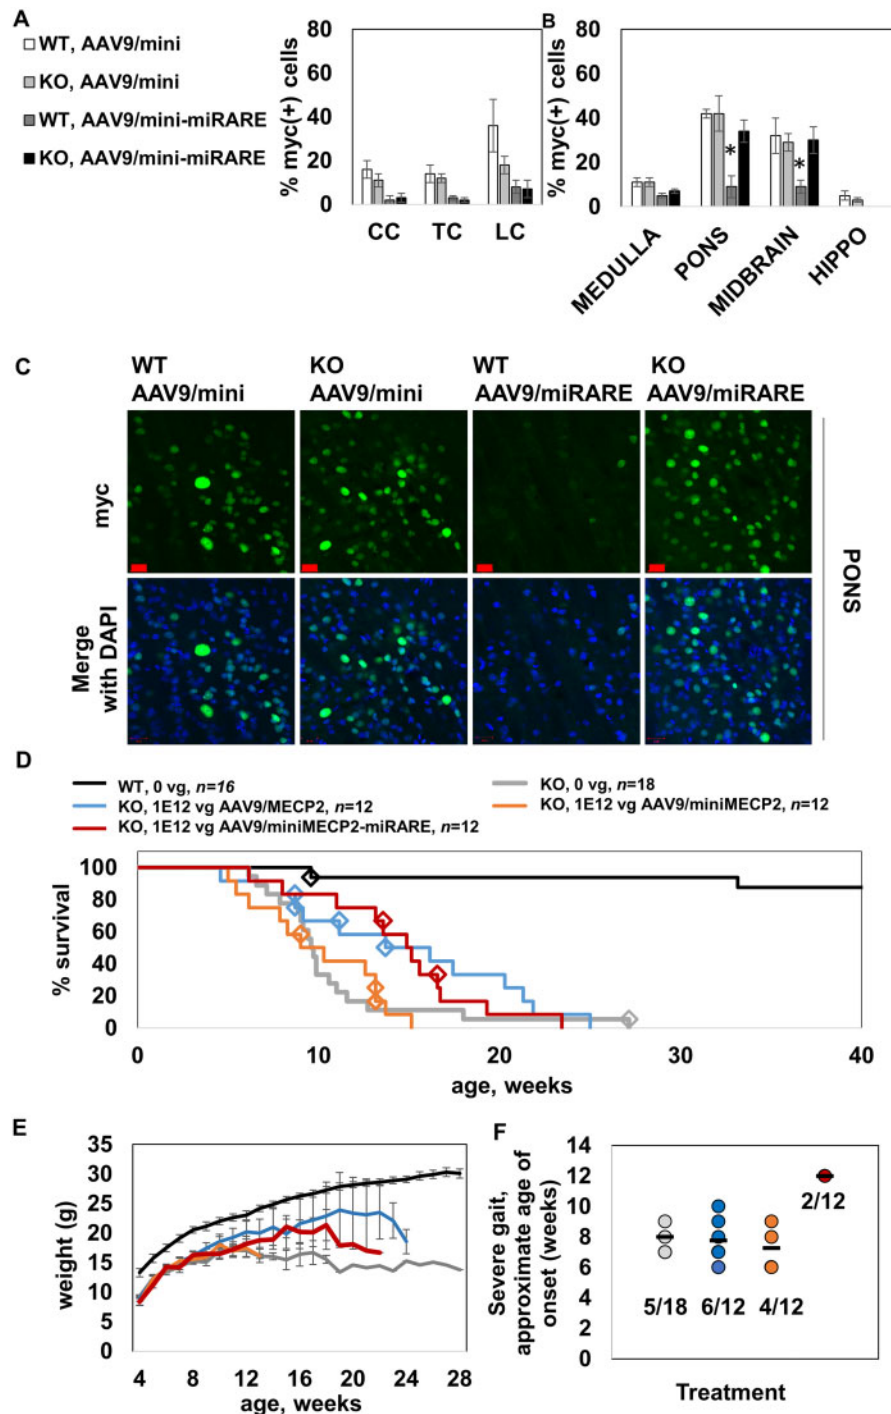 A
WT, AAV9/mini
KO, AAV9/mini
WT, AAV9/mini-miRARE
KO, AAV9/mini-miRARE
% myc(+) cells
80
60
40
20
0
CC TC LC
B
% myc(+) cells
80
60
40
20
0
* *
MEDULLA
PONS
MIDBRAIN
HIPPO
C
WT
AAV9/mini
KO
AAV9/mini
WT
AAV9/miRARE
KO
AAV9/miRARE
myc
Merge
with DAPI
PONS
D
WT, 0 vg, n=16
KO, 0 vg, n=18
KO, 1E12 vg AAV9/MECP2, n=12
KO, 1E12 vg AAV9/miniMECP2, n=12
KO, 1E12 vg AAV9/miniMECP2-miRARE, n=12
% survival
100
80
60
40
20
0
0 10 20 30 40
age, weeks
E
weight (g)
35
30
25
20
15
10
5
0
4 8 12 16 20 24 28
age, weeks
F
Severe gait,
approximate age of
onset (weeks)
14
12
10
8
6
4
2
0
2/12
5/18 6/12 4/12
Treatment